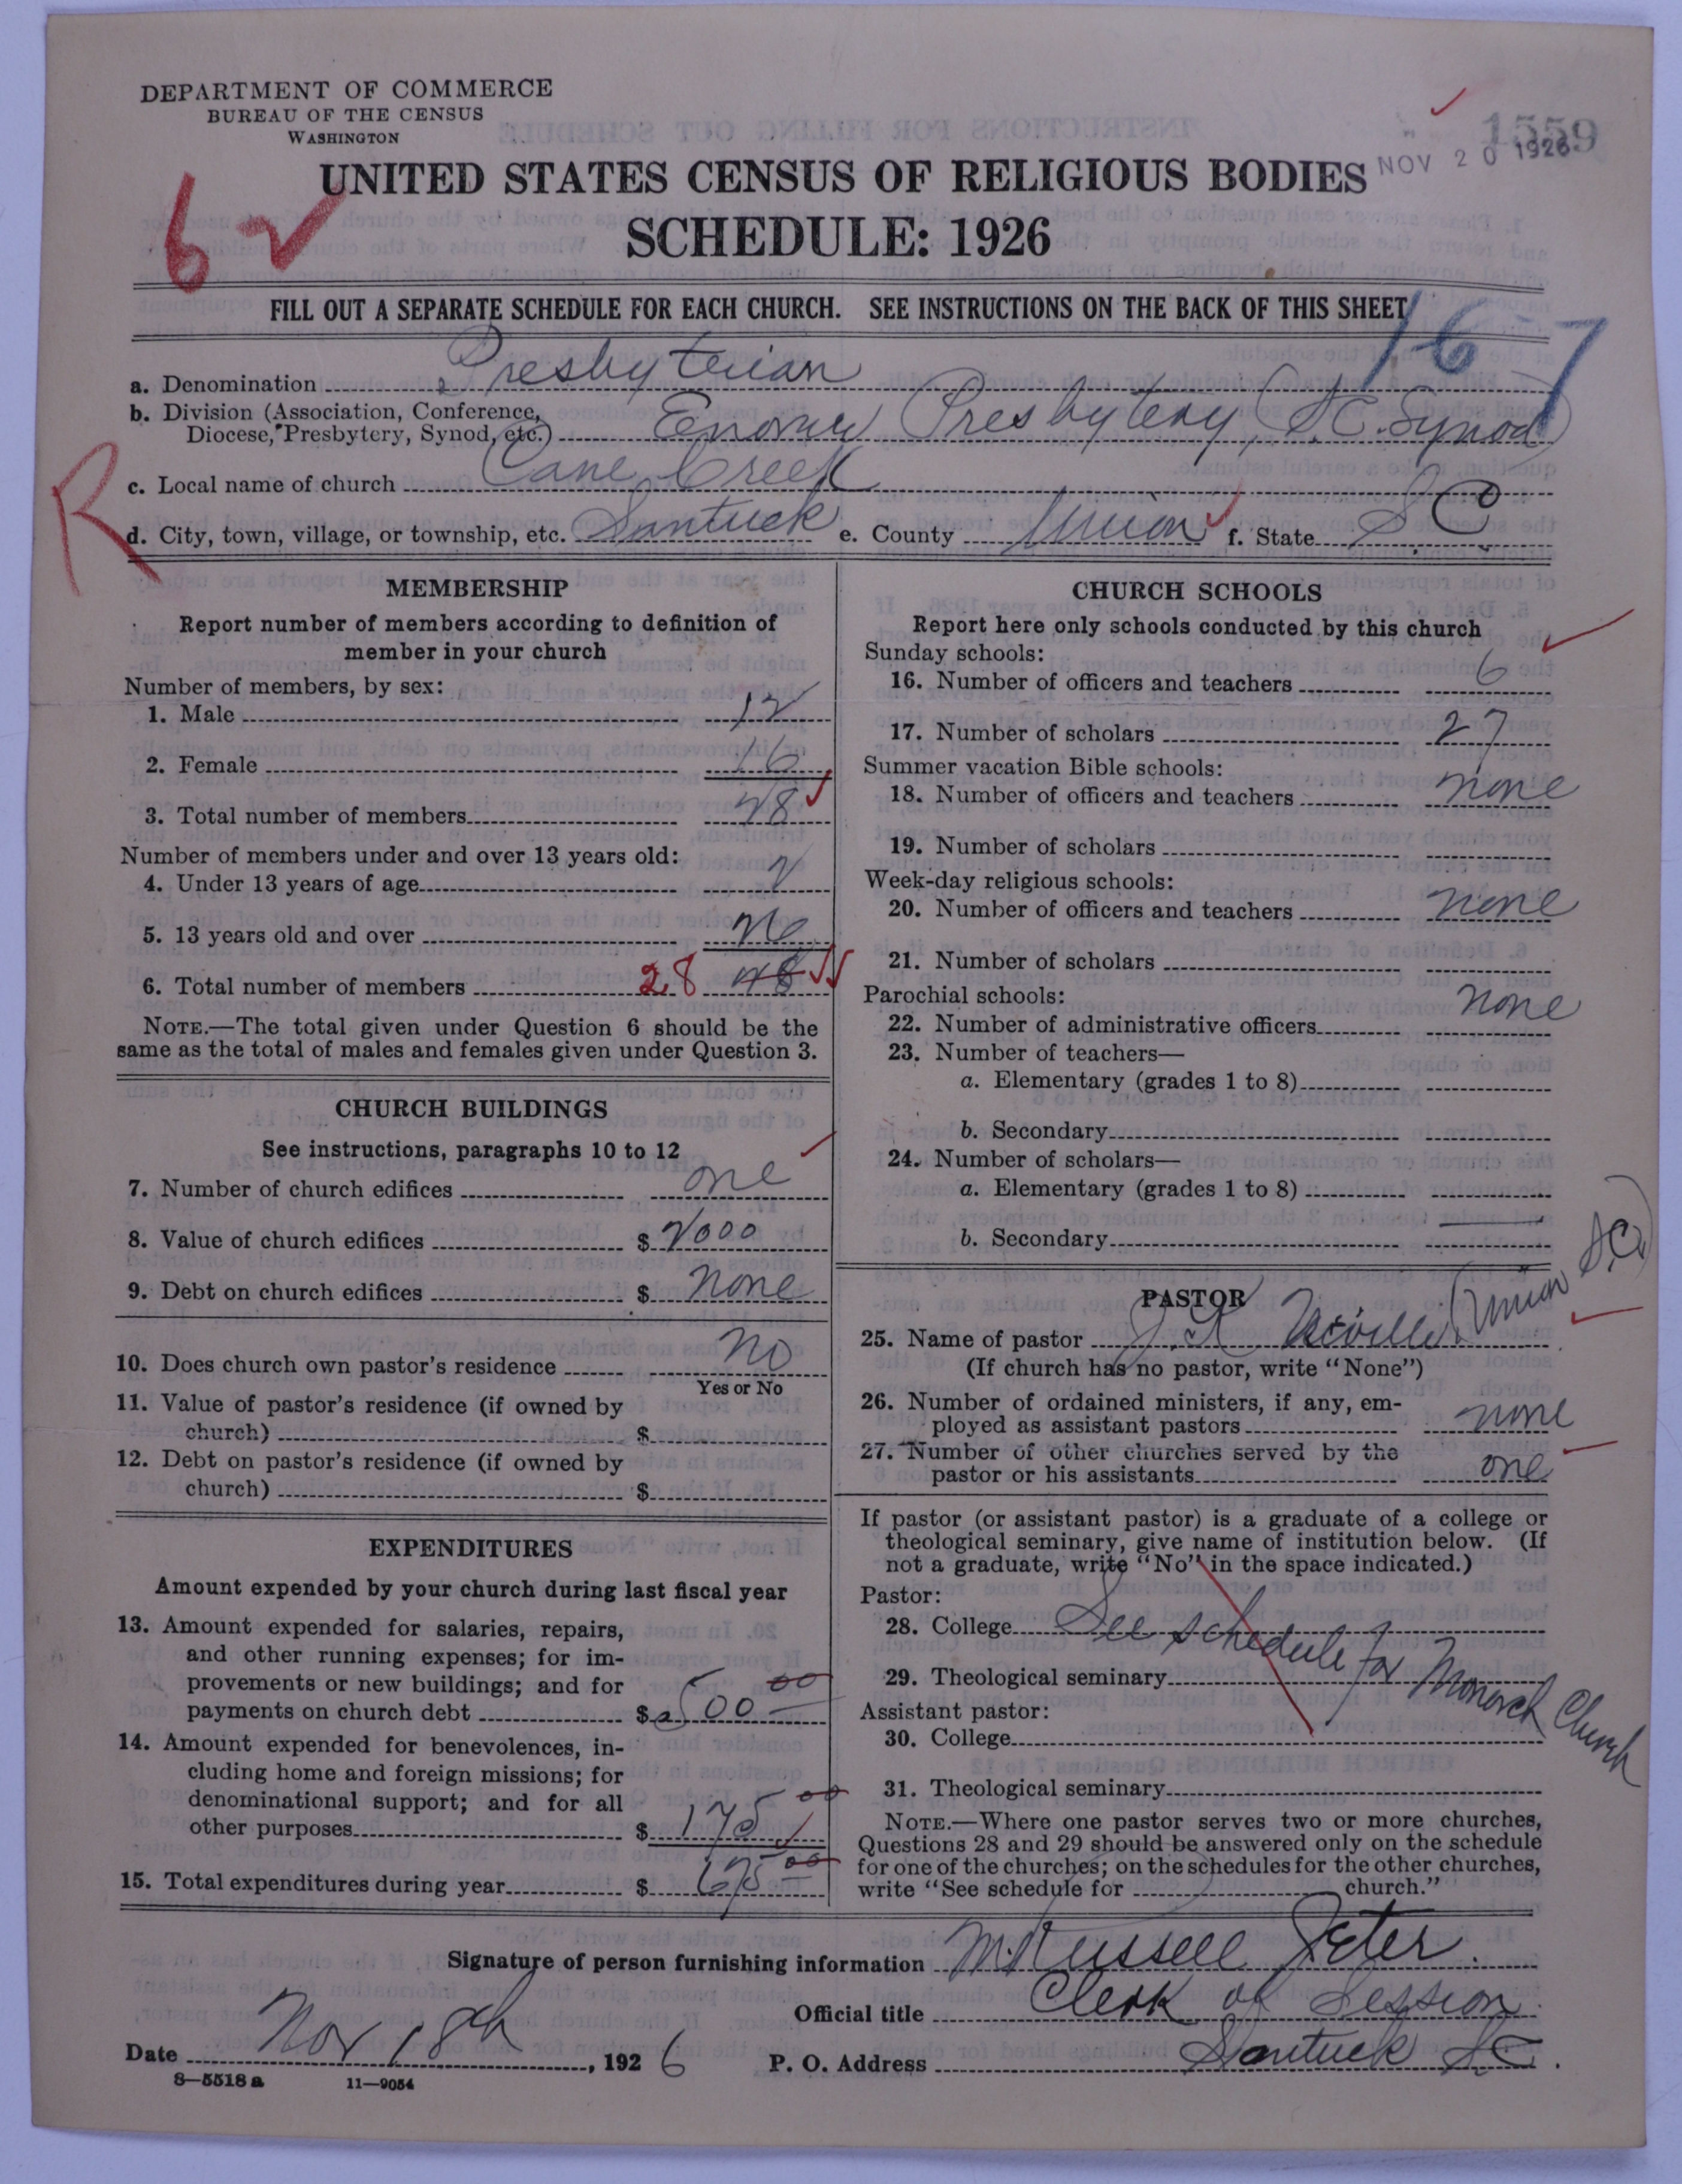 DEPARTMENT OF COMMERCE
BUREAU OF THE CENSUS
WASHINGTON
1559
NOV 20 1926
UNITED STATES CENSUS OF RELIGIOUS BODIES
SCHEDULE: 1926
62
FILL OUT A SEPARATE SCHEDULE FOR EACH CHURCH. SEE INSTRUCTIONS ON THE BACK OF THIS SHEET
167
a. Denomination Presbyterian
b. Division (Association, Conference,
Diocese, Presbytery, Synod, etc.) Enoree Presbytery, (S.C. Synod)
R
c. Local name of church Cane Creek
d. City, town, village, or township, etc. Santuck e. County Union f. State S C
MEMBERSHIP
Report number of members according to definition of
member in your church
Number of members, by sex:
1. Male 12
2. Female 16
3. Total number of members 28
Number of members under and over 13 years old:
4. Under 13 years of age 2
5. 13 years old and over 26
6. Total number of members 28
NOTE.—The total given under Question 6 should be the
same as the total of males and females given under Question 3.
CHURCH BUILDINGS
See instructions, paragraphs 10 to 12
7. Number of church edifices one
8. Value of church edifices $ 2000
9. Debt on church edifices $ none
10. Does church own pastor's residence no
Yes or No
11. Value of pastor's residence (if owned by
church) $
12. Debt on pastor's residence (if owned by
church) $
EXPENDITURES
Amount expended by your church during last fiscal year
13. Amount expended for salaries, repairs,
and other running expenses; for im-
provements or new buildings; and for
payments on church debt $ 500 00
14. Amount expended for benevolences, in-
cluding home and foreign missions; for
denominational support; and for all
other purposes $ 175 00
15. Total expenditures during year $ 675 00
CHURCH SCHOOLS
Report here only schools conducted by this church
Sunday schools:
16. Number of officers and teachers 6
17. Number of scholars 27
Summer vacation Bible schools:
18. Number of officers and teachers none
19. Number of scholars
Week-day religious schools:
20. Number of officers and teachers none
21. Number of scholars
Parochial schools:
22. Number of administrative officers none
23. Number of teachers—
a. Elementary (grades 1 to 8)
b. Secondary
24. Number of scholars—
a. Elementary (grades 1 to 8)
b. Secondary
PASTOR
25. Name of pastor J. Neville (Union S.C.)
(If church has no pastor, write "None")
26. Number of ordained ministers, if any, em-
ployed as assistant pastors none
27. Number of other churches served by the
pastor or his assistants one
If pastor (or assistant pastor) is a graduate of a college or
theological seminary, give name of institution below. (If
not a graduate, write "No" in the space indicated.)
Pastor:
28. College See schedule for Monarch Church
29. Theological seminary
Assistant pastor:
30. College
31. Theological seminary
NOTE.—Where one pastor serves two or more churches,
Questions 28 and 29 should be answered only on the schedule
for one of the churches; on the schedules for the other churches,
write "See schedule for church."
Signature of person furnishing information M. Russell Jeter.
Official title Clerk of Session
Date Nov 18th, 1926 P. O. Address Santuck SC.
8—5518 a 11—9054